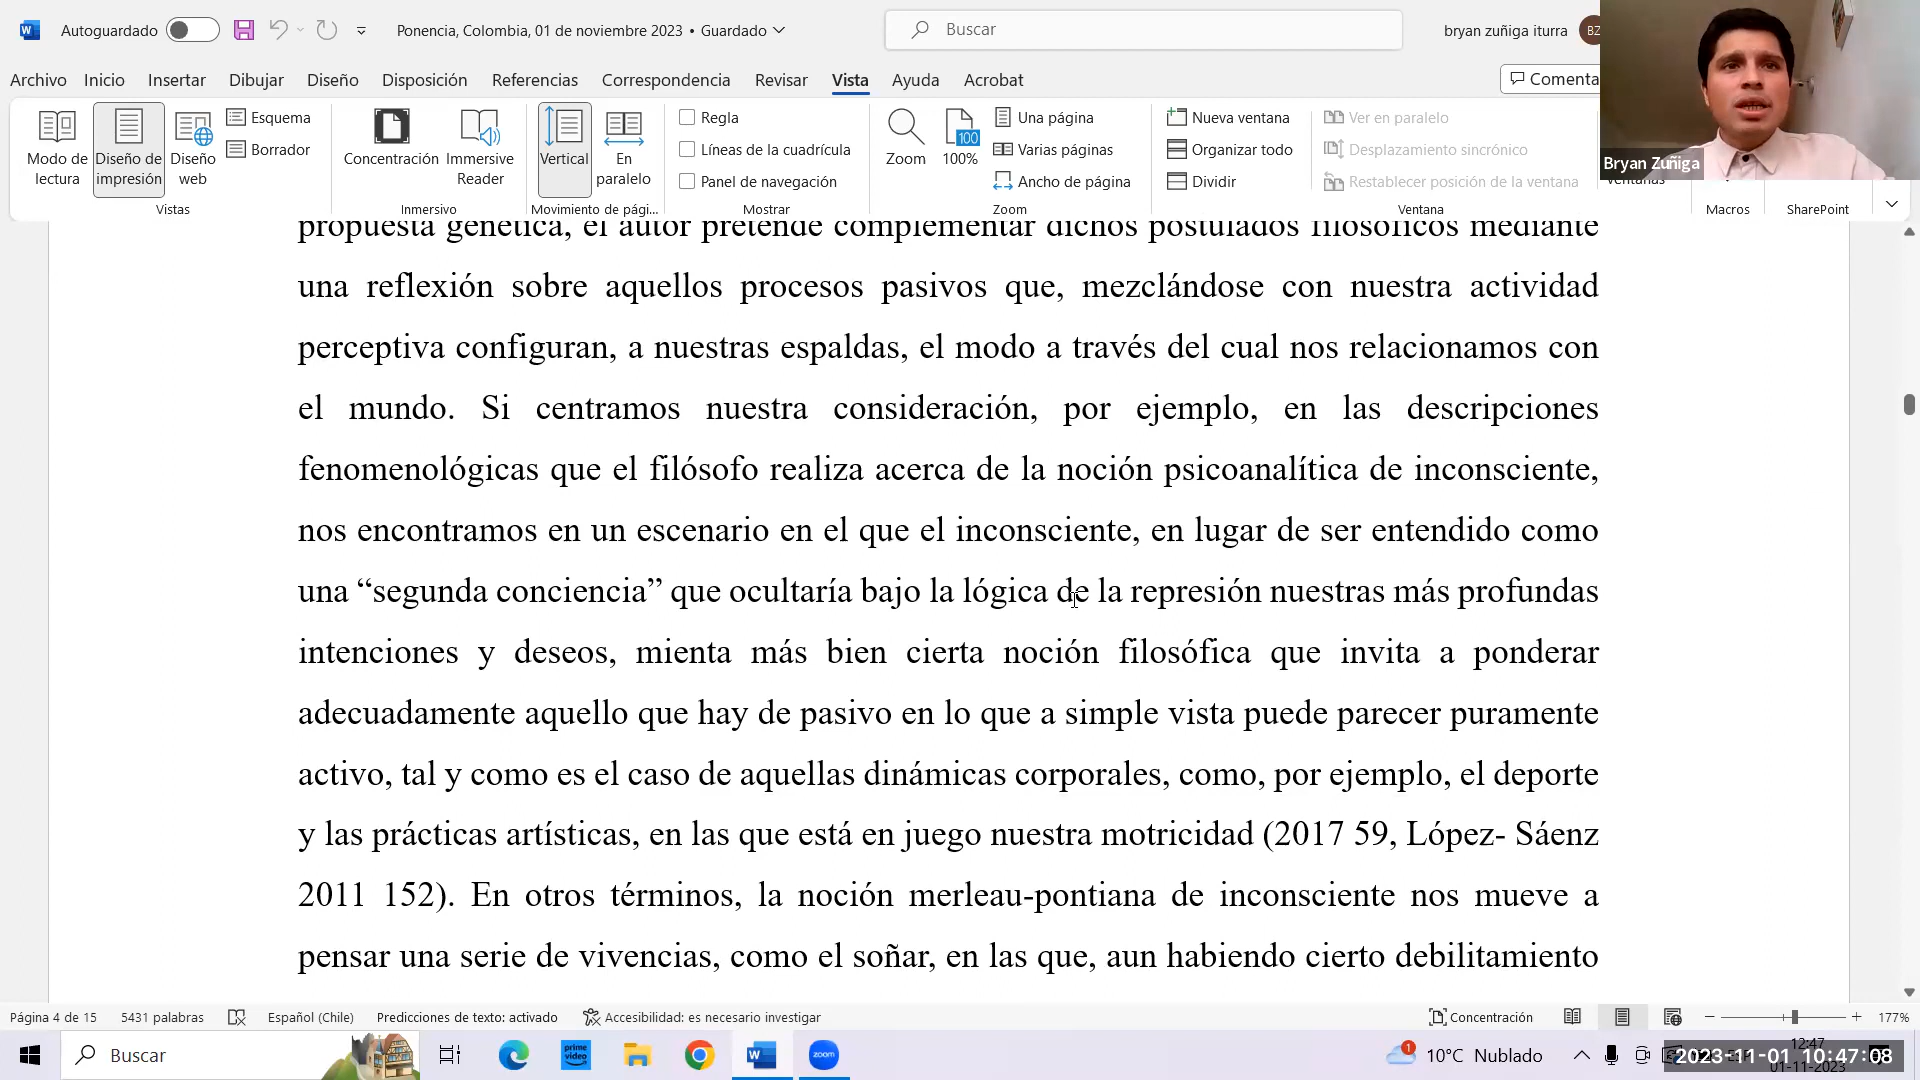 Autoguardado
Ponencia, Colombia, 01 de noviembre 2023 • Guardado
Buscar
bryan zuñiga iturra
BZ
Archivo Inicio Insertar Dibujar Diseño Disposición Referencias Correspondencia Revisar Vista Ayuda Acrobat
Comenta
Modo de lectura
Diseño de impresión
Diseño web
Esquema
Borrador
Vistas
Concentración
Immersive Reader
Inmersivo
Vertical
En paralelo
Movimiento de pági...
Regla
Líneas de la cuadrícula
Panel de navegación
Mostrar
Zoom
100
100%
Una página
Varias páginas
Ancho de página
Zoom
Nueva ventana
Organizar todo
Dividir
Ver en paralelo
Desplazamiento sincrónico
Restablecer posición de la ventana
Ventana
Macros
SharePoint
Bryan Zuñiga
propuesta genética, el autor pretende complementar dichos postulados filosóficos mediante
una reflexión sobre aquellos procesos pasivos que, mezclándose con nuestra actividad
perceptiva configuran, a nuestras espaldas, el modo a través del cual nos relacionamos con
el mundo. Si centramos nuestra consideración, por ejemplo, en las descripciones
fenomenológicas que el filósofo realiza acerca de la noción psicoanalítica de inconsciente,
nos encontramos en un escenario en el que el inconsciente, en lugar de ser entendido como
una “segunda conciencia” que ocultaría bajo la lógica de la represión nuestras más profundas
intenciones y deseos, mienta más bien cierta noción filosófica que invita a ponderar
adecuadamente aquello que hay de pasivo en lo que a simple vista puede parecer puramente
activo, tal y como es el caso de aquellas dinámicas corporales, como, por ejemplo, el deporte
y las prácticas artísticas, en las que está en juego nuestra motricidad (2017 59, López- Sáenz
2011 152). En otros términos, la noción merleau-pontiana de inconsciente nos mueve a
pensar una serie de vivencias, como el soñar, en las que, aun habiendo cierto debilitamiento
Página 4 de 15 5431 palabras Español (Chile) Predicciones de texto: activado Accesibilidad: es necesario investigar
Concentración
177%
Buscar
prime video
zoom
1
10°C Nublado
12:47
01-11-2023
2023-11-01 10:47:08